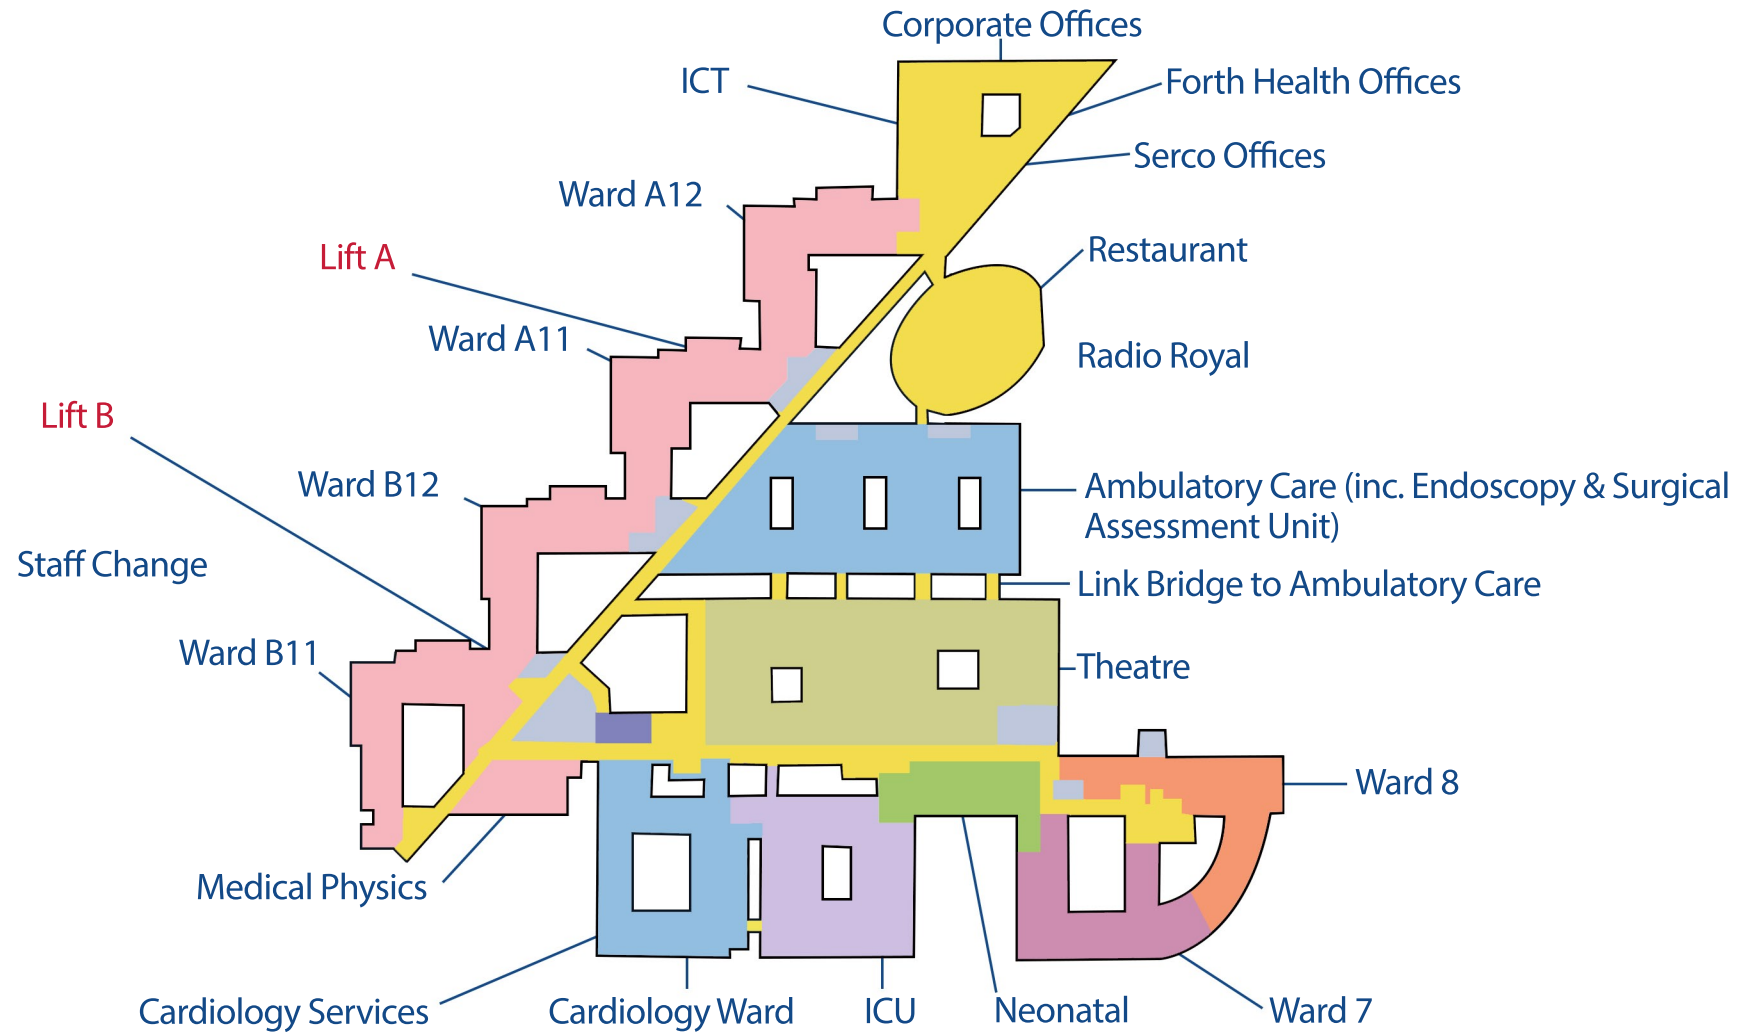 Corporate Offices
ICT
Forth Health Offices
Serco Offices
Ward A12
Restaurant
Lift A
Ward A11
Radio Royal
Lift B
Ward B12
Ambulatory Care (inc. Endoscopy & Surgical
Assessment Unit)
Staff Change
Link Bridge to Ambulatory Care
Ward B11
Theatre
Ward 8
Medical Physics
Cardiology Services
Cardiology Ward
ICU
Neonatal
Ward 7